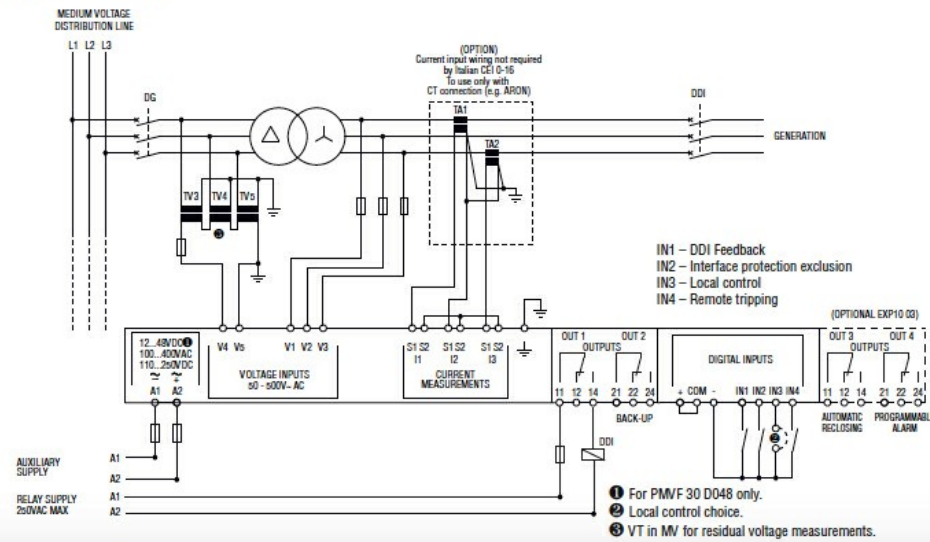 MEDIUM VOLTAGE
DISTRIBUTION LINE
L1 L2 L3
DG
(OPTION)
Current input wiring not required
by Italian CEI 0-16
To use only with
CT connection (e.g. ARON)
TA1
TA2
DDI
GENERATION
TV3 TV4 TV5
❸
IN1 – DDI Feedback
IN2 – Interface protection exclusion
IN3 – Local control
IN4 – Remote tripping
(OPTIONAL EXP10 03)
12...48VDC❶
100...400VAC
110...250VDC
A1 A2
V4 V5 V1 V2 V3
VOLTAGE INPUTS
50 - 500V~ AC
S1 S2 S1 S2 S1 S2
I1 I2 I3
CURRENT
MEASUREMENTS
OUT 1 OUT 2
OUTPUTS
11 12 14 21 22 24
BACK-UP
DIGITAL INPUTS
+ COM - IN1 IN2 IN3 IN4
❷
OUT 3 OUT 4
OUTPUTS
11 12 14 21 22 24
AUTOMATIC
RECLOSING
PROGRAMMABL
ALARM
DDI
AUXILIARY
SUPPLY
A1
A2
RELAY SUPPLY
250VAC MAX
A1
A2
❶ For PMVF 30 D048 only.
❷ Local control choice.
❸ VT in MV for residual voltage measurements.